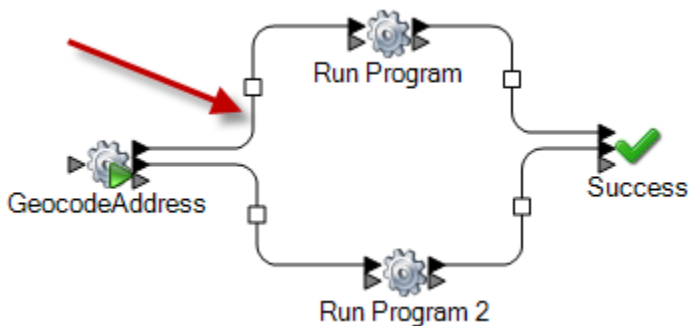 Run Program
GeocodeAddress
Success
Run Program 2